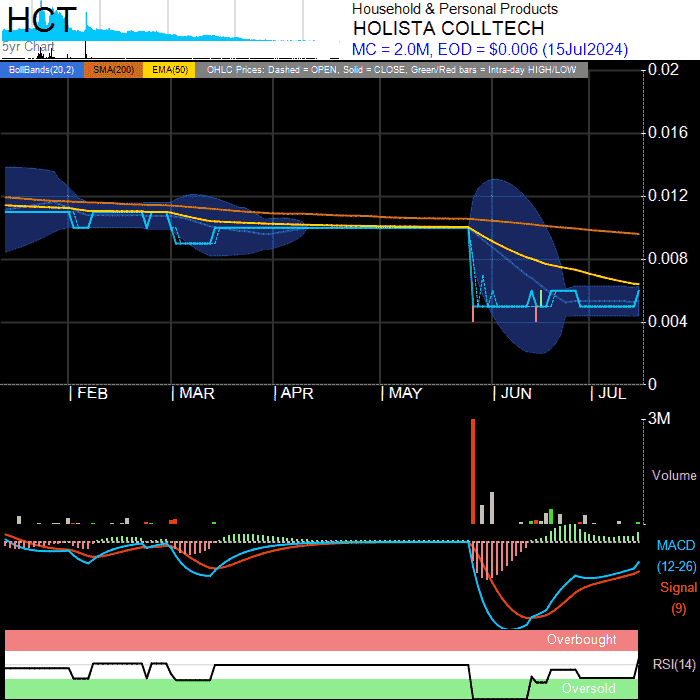 HCT
5yr Chart
Household & Personal Products
HOLISTA COLLTECH
MC = 2.0M, EOD = $0.006 (15Jul2024)
BollBands(20,2) SMA(200) EMA(50) OHLC Prices: Dashed = OPEN, Solid = CLOSE, Green/Red bars = Intra-day HIGH/LOW
0.02
0.016
0.012
0.008
0.004
0
FEB MAR APR MAY JUN JUL
3M
Volume
MACD
(12-26)
Signal
(9)
Overbought
RSI(14)
Oversold